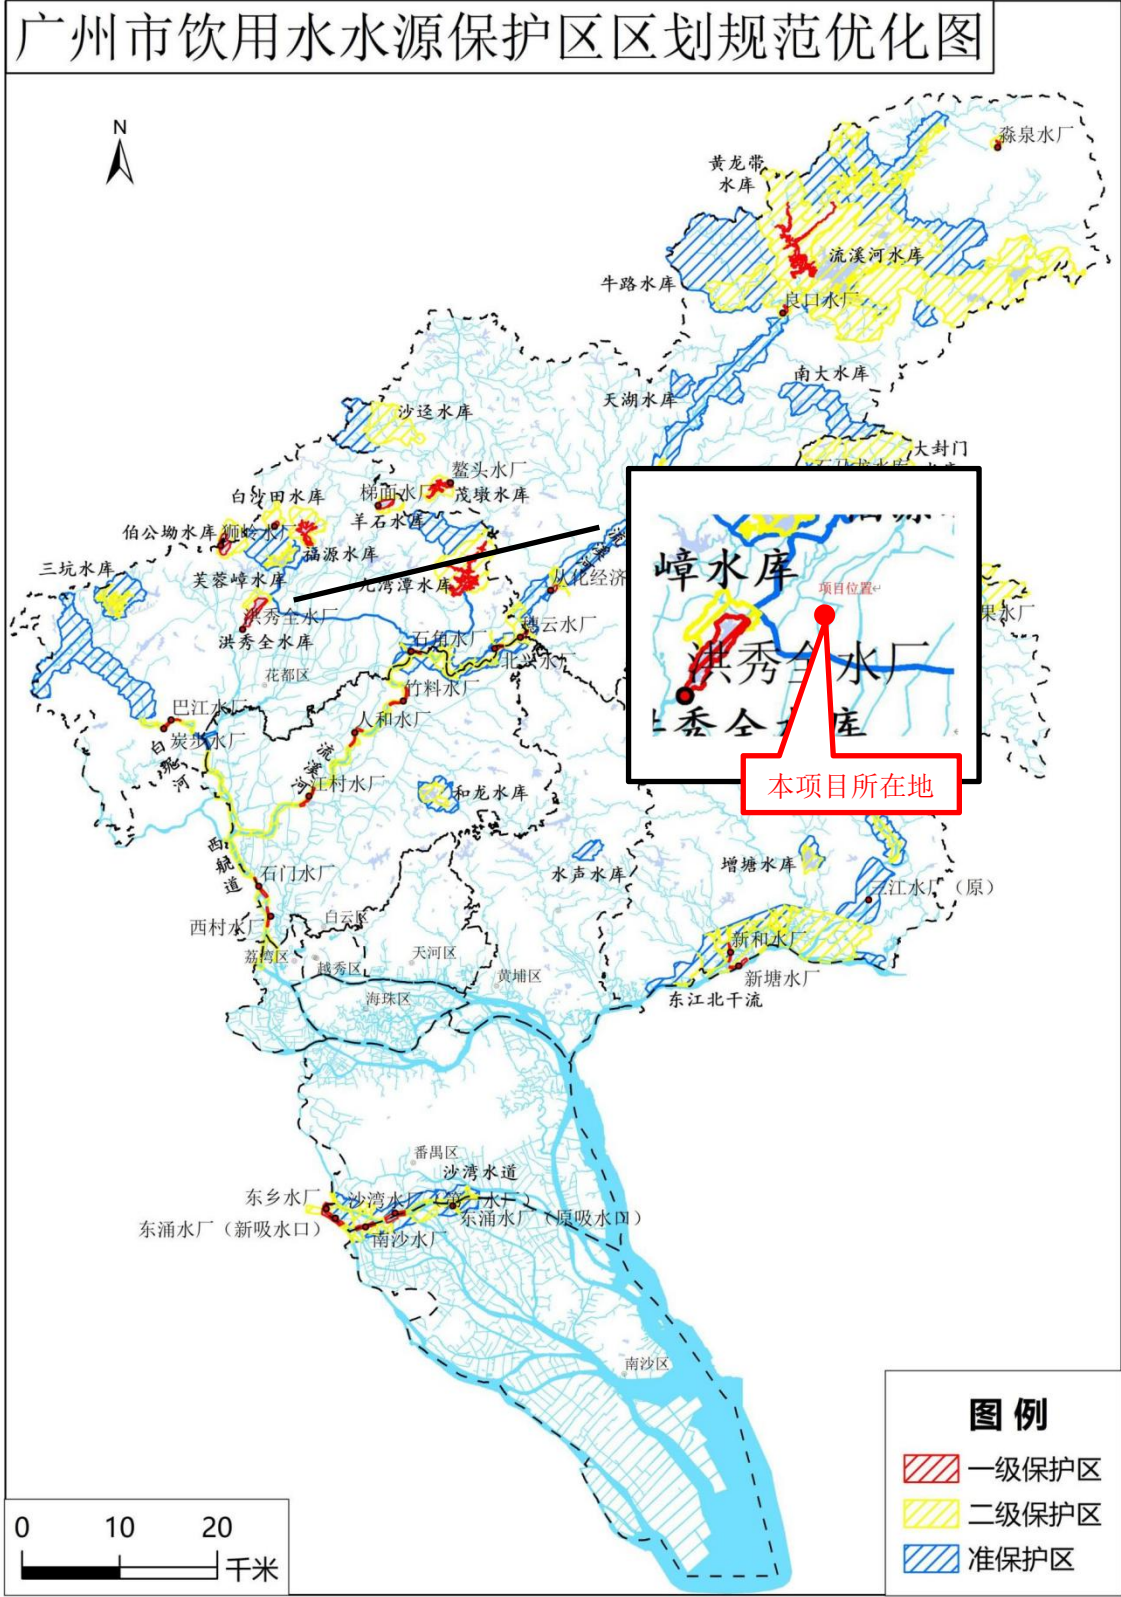 广州市饮用水水源保护区区划规范优化图
N
淼泉水厂
黄龙带
水库
流溪河水库
牛路水库
良口水厂
南大水库
天湖水库
沙迳水库
大封门
鳌头水厂
梯面水厂
茂墩水库
白沙田水库
羊石水库
伯公坳水库
狮岭水厂
福源水库
三坑水库
芙蓉嶂水库
九湾潭水库
流
溪
河
从化经济
洪秀全水厂
洪秀全水库
穗云水厂
石角水厂
北兴水厂
花都区
竹料水厂
巴江水厂
炭步水厂
人和水厂
白
坭
河
流
溪
河
江村水厂
和龙水库
嶂水库
项目位置
洪秀全水厂
秀全水库
本项目所在地
果水厂
西
航
道
石门水厂
水声水库
增塘水库
三江水厂（原）
西村水厂
白云区
新和水厂
荔湾区
越秀区
天河区
黄埔区
新塘水厂
海珠区
东江北干流
番禺区
沙湾水道
东乡水厂
沙湾水厂
东涌水厂（原吸水口）
东涌水厂（新吸水口）
南沙水厂
南沙区
图例
一级保护区
二级保护区
准保护区
0 10 20
千米